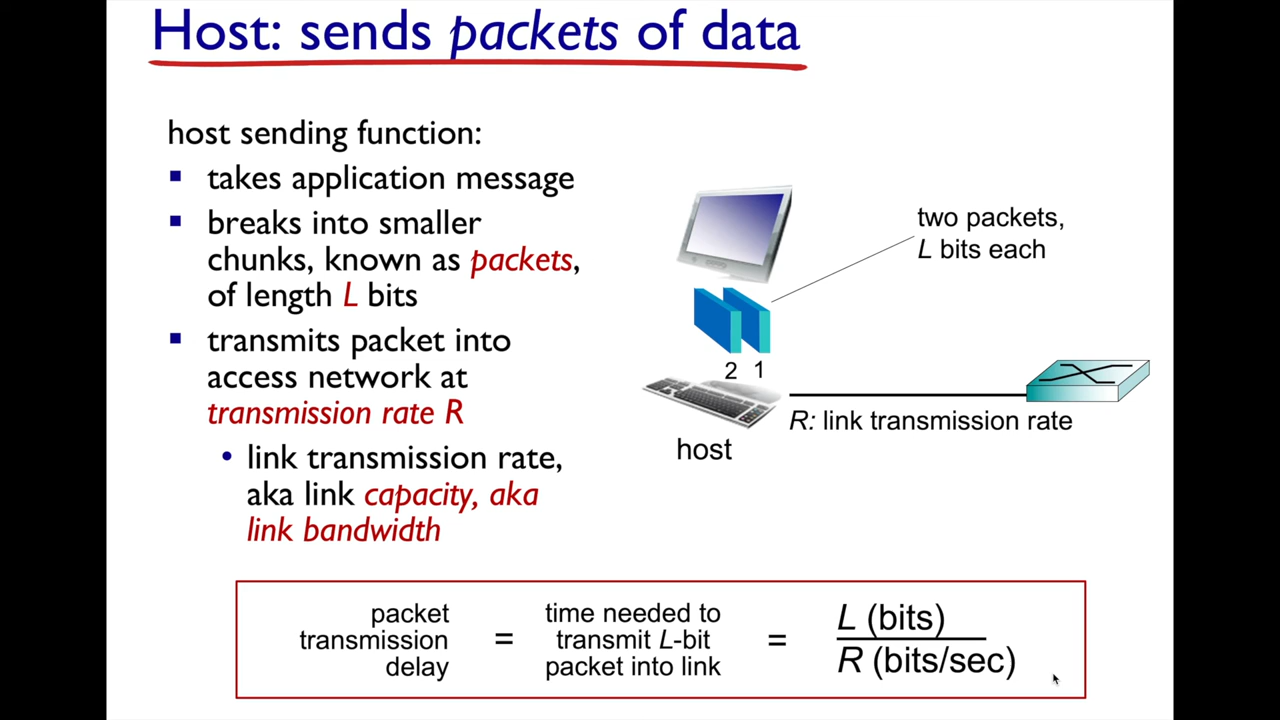 Host: sends packets of data
host sending function:
▪ takes application message
▪ breaks into smaller
chunks, known as packets,
of length L bits
▪ transmits packet into
access network at
transmission rate R
• link transmission rate,
aka link capacity, aka
link bandwidth
two packets,
L bits each
2 1
R: link transmission rate
host
packet
transmission
delay
=
time needed to
transmit L-bit
packet into link
=
L (bits)
R (bits/sec)